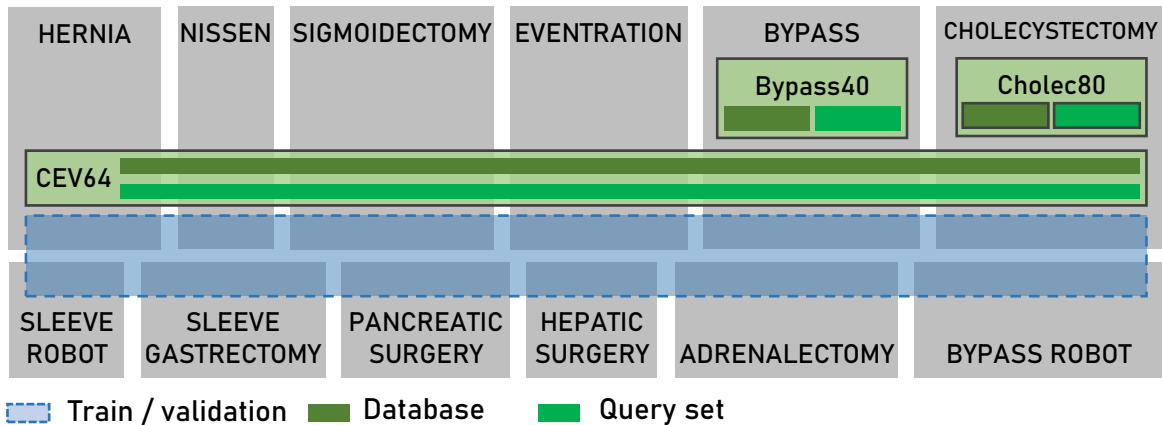 HERNIA NISSEN SIGMOIDECTOMY EVENTRATION BYPASS CHOLECYSTECTOMY
Bypass40 Cholec80
CEV64
SLEEVE ROBOT
SLEEVE GASTRECTOMY
PANCREATIC SURGERY
HEPATIC SURGERY
ADRENALECTOMY
BYPASS ROBOT
Train / validation Database Query set